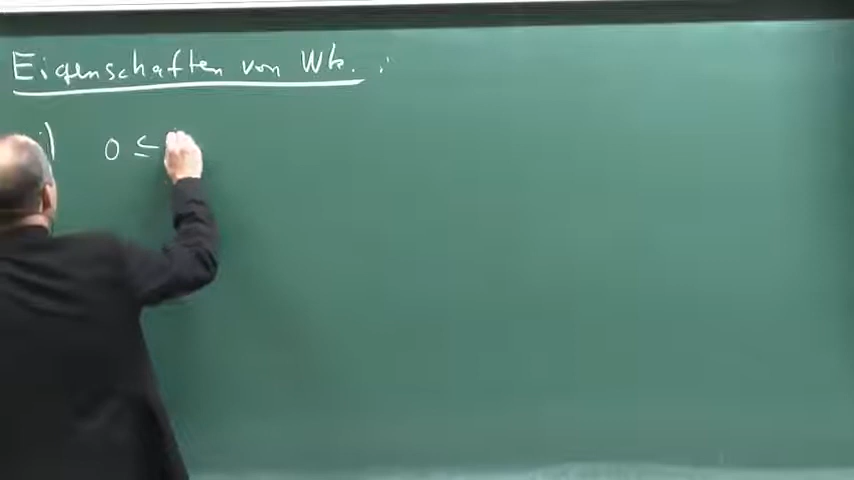 Eigenschaften von Wk. :
i) 0 ≤